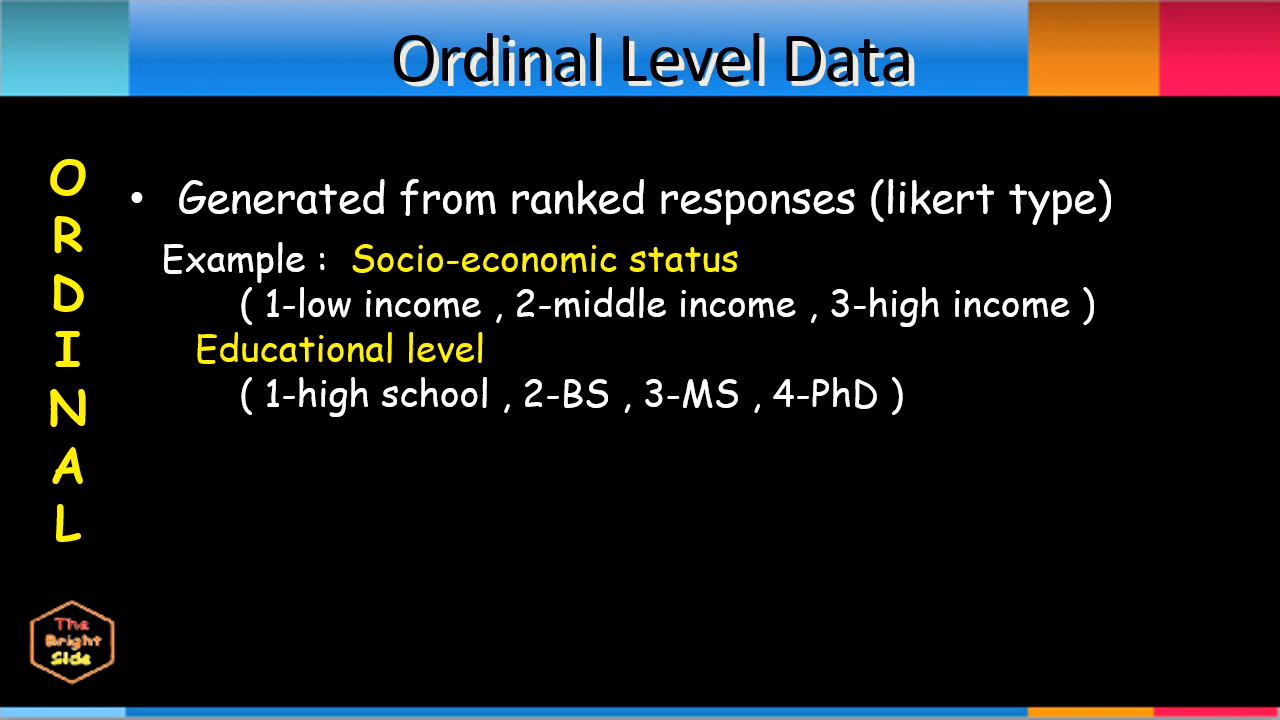 Ordinal Level Data
O
R
D
I
N
A
L
• Generated from ranked responses (likert type)
Example : Socio-economic status
( 1-low income , 2-middle income , 3-high income )
Educational level
( 1-high school , 2-BS , 3-MS , 4-PhD )
The
Bright
Side